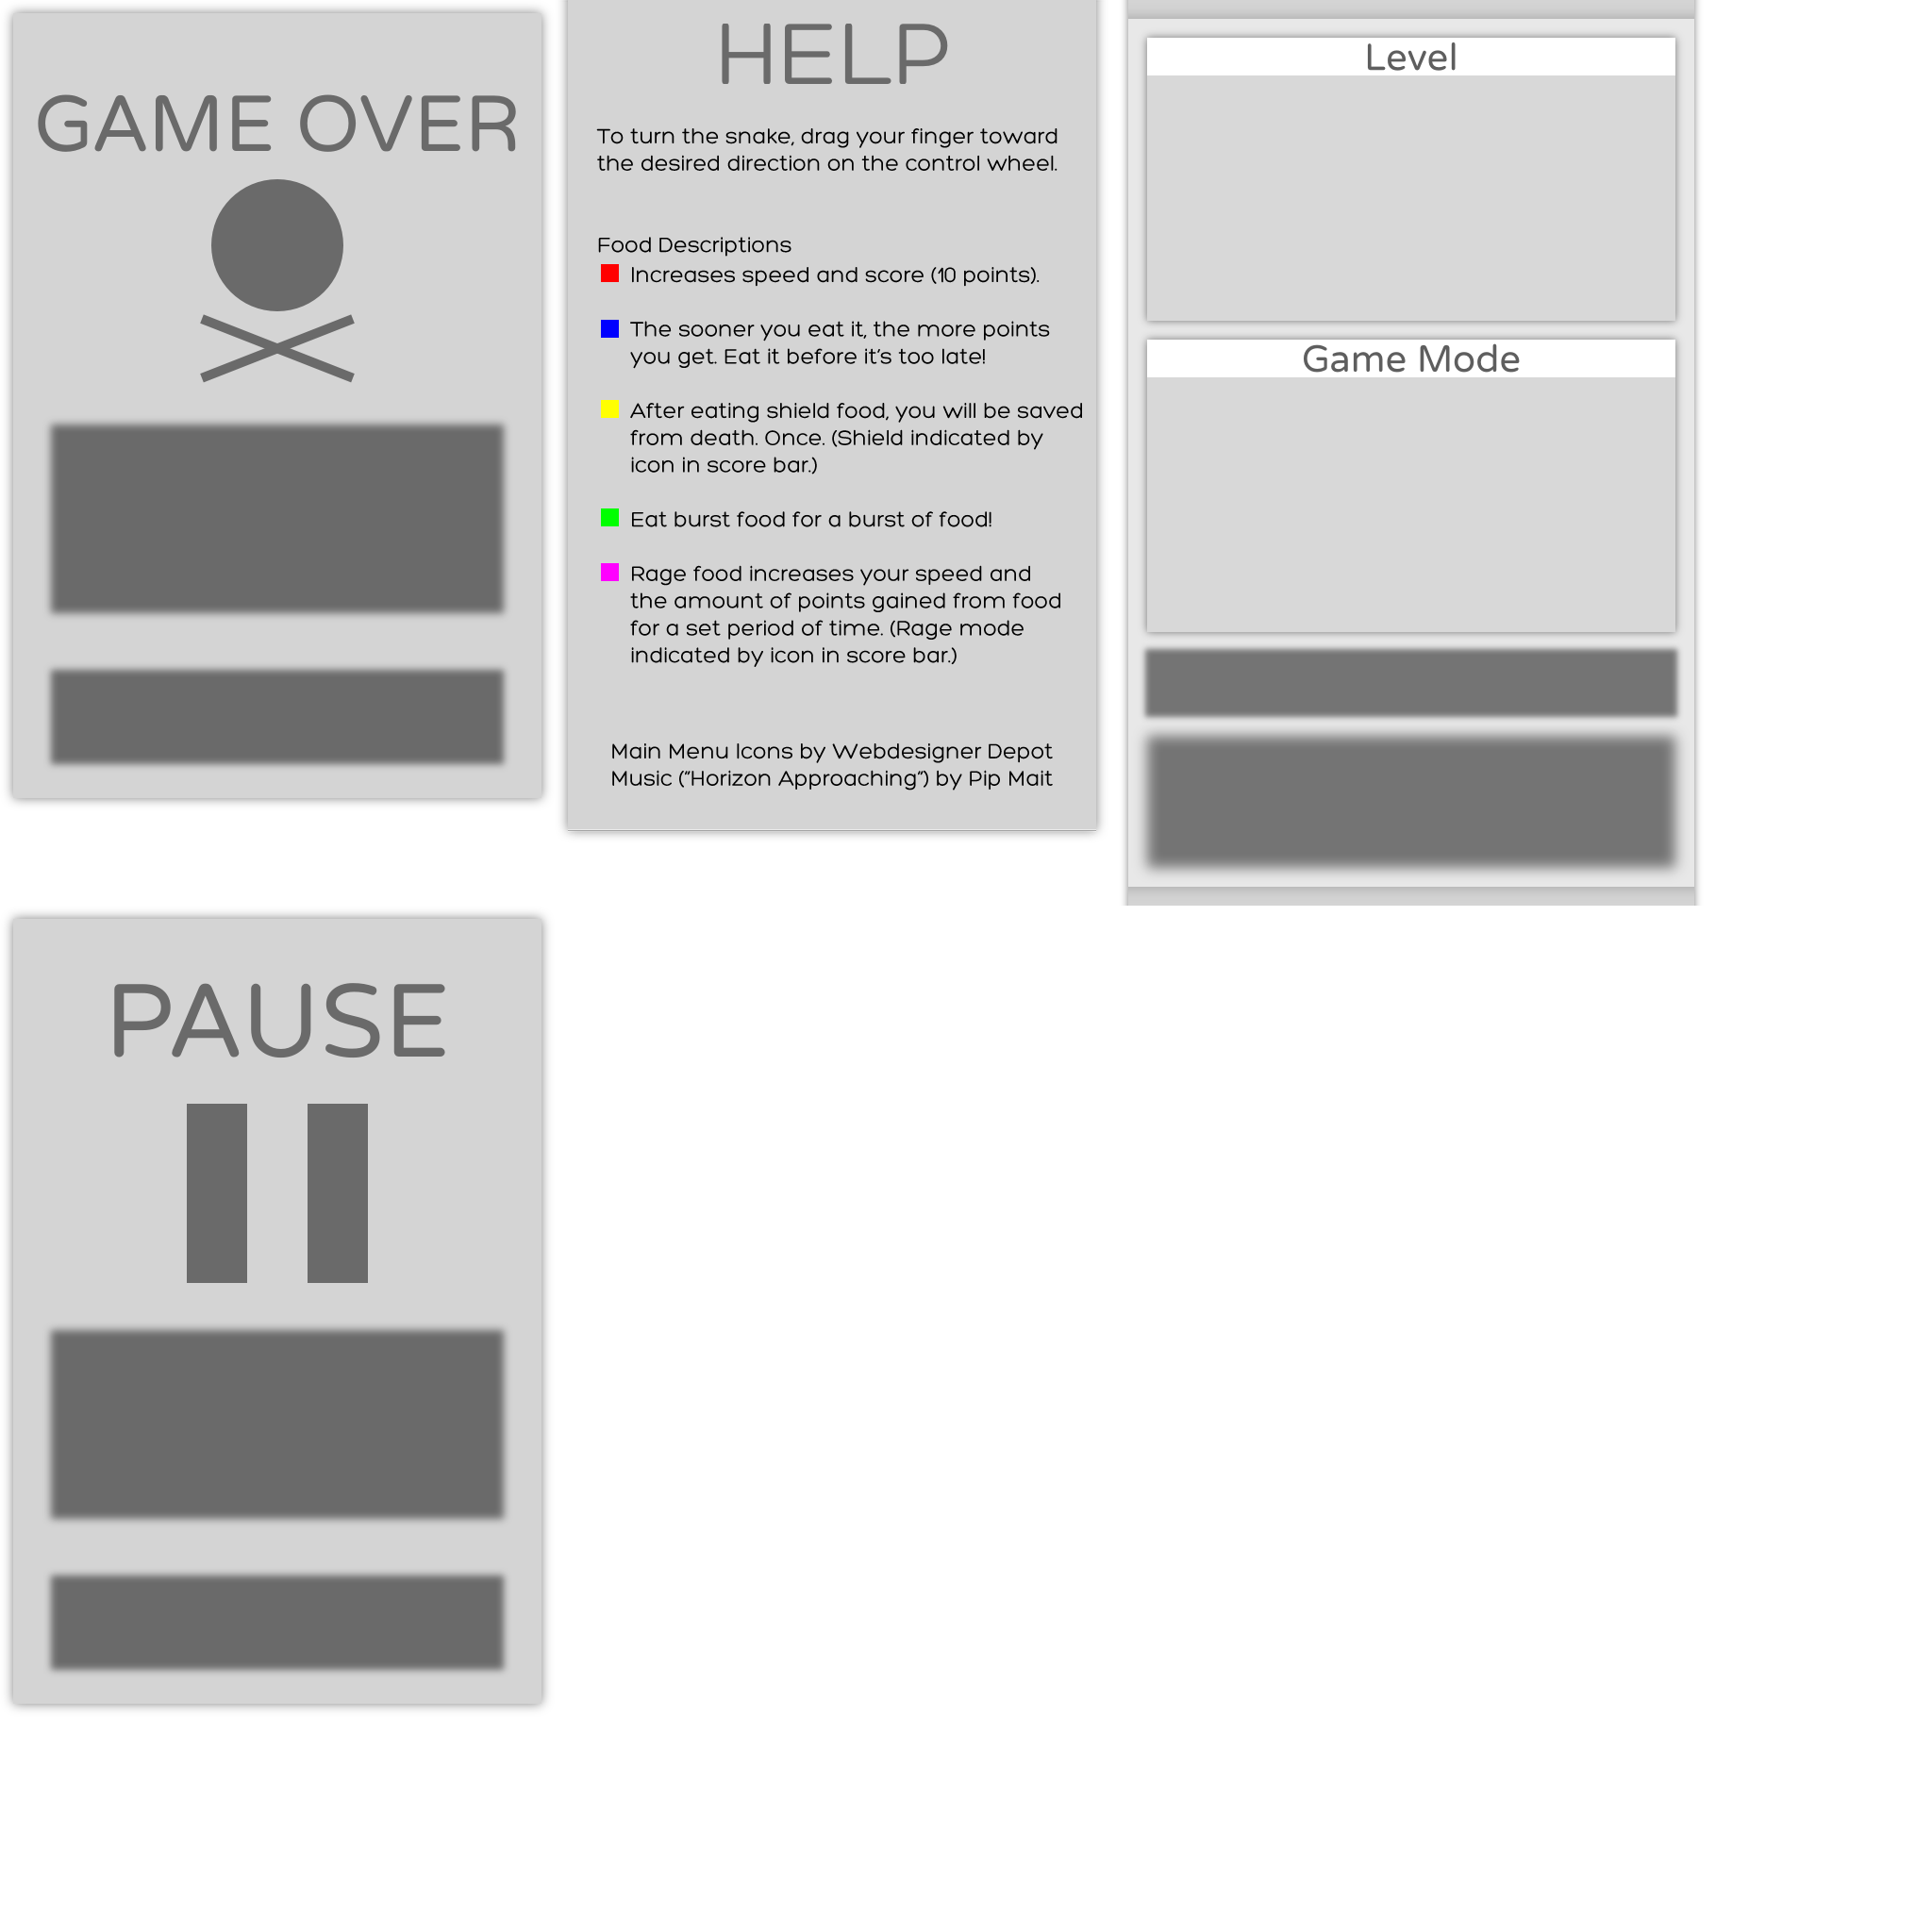 GAME OVER
HELP
To turn the snake, drag your finger toward
the desired direction on the control wheel.
Food Descriptions
Increases speed and score (10 points).
The sooner you eat it, the more points
you get. Eat it before it's too late!
After eating shield food, you will be saved
from death. Once. (Shield indicated by
icon in score bar.)
Eat burst food for a burst of food!
Rage food increases your speed and
the amount of points gained from food
for a set period of time. (Rage mode
indicated by icon in score bar.)
Main Menu Icons by Webdesigner Depot
Music ("Horizon Approaching") by Pip Mait
Level
Game Mode
PAUSE